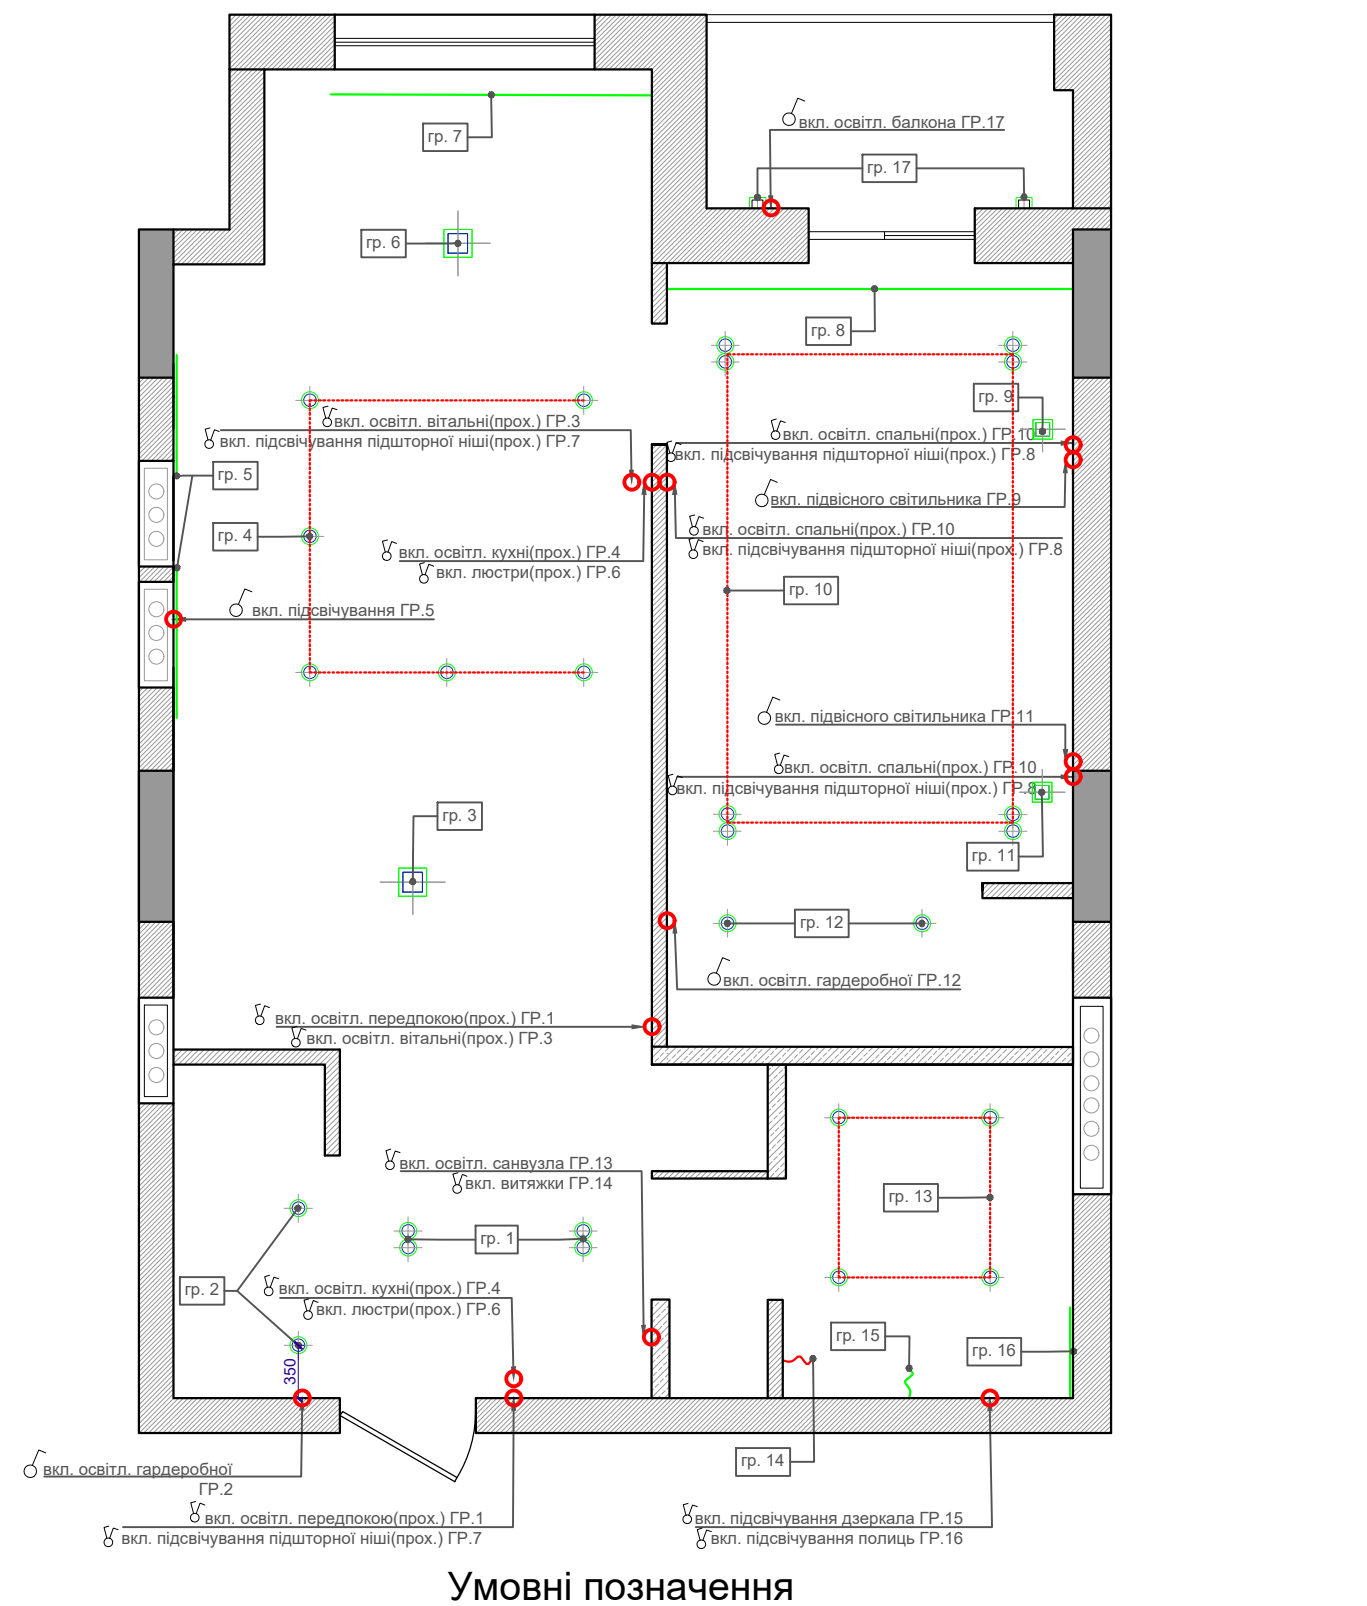 вкл. освітл. балкона ГР.17
гр. 7
гр. 17
гр. 6
гр. 8
гр. 9
вкл. освітл. вітальні(прох.) ГР.3
вкл. підсвічування підшторної ніші(прох.) ГР.7
вкл. освітл. спальні(прох.) ГР.10
вкл. підсвічування підшторної ніші(прох.) ГР.8
гр. 5
вкл. підвісного світильника ГР.9
гр. 4
вкл. освітл. спальні(прох.) ГР.10
вкл. підсвічування підшторної ніші(прох.) ГР.8
вкл. освітл. кухні(прох.) ГР.4
вкл. люстри(прох.) ГР.6
гр. 10
вкл. підсвічування ГР.5
вкл. підвісного світильника ГР.11
вкл. освітл. спальні(прох.) ГР.10
вкл. підсвічування підшторної ніші(прох.) ГР.8
гр. 3
гр. 11
гр. 12
вкл. освітл. гардеробної ГР.12
вкл. освітл. передпокою(прох.) ГР.1
вкл. освітл. вітальні(прох.) ГР.3
вкл. освітл. санвузла ГР.13
вкл. витяжки ГР.14
гр. 13
гр. 1
гр. 2
вкл. освітл. кухні(прох.) ГР.4
вкл. люстри(прох.) ГР.6
гр. 15
гр. 16
350
гр. 14
вкл. освітл. гардеробної
ГР.2
вкл. освітл. передпокою(прох.) ГР.1
вкл. підсвічування підшторної ніші(прох.) ГР.7
вкл. підсвічування дзеркала ГР.15
вкл. підсвічування полиць ГР.16
Умовні позначення